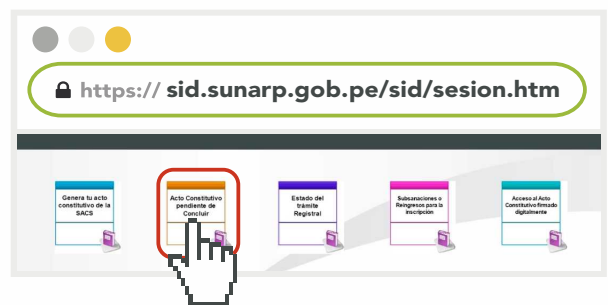 https:// sid.sunarp.gob.pe/sid/sesion.htm
Genera tu acto
constitutivo de la
SACS
Acto Constitutivo
pendiente de
Concluir
Estado del
trámite
Registral
Subsanaciones o
Reingresos para la
inscripción
Acceso al Acto
Constitutivo firmado
digitalmente